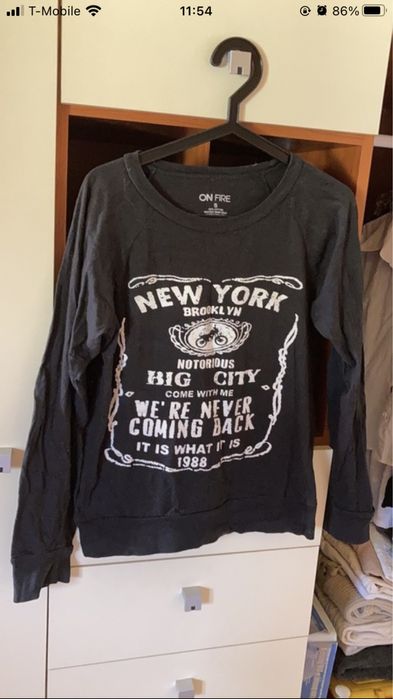 T-Mobile
11:54
86%
ON FIRE
S
NEW YORK
BROOKLYN
NOTORIOUS
BIG CITY
COME WITH ME
WE'RE NEVER
COMING BACK
IT IS WHAT IT IS
1988